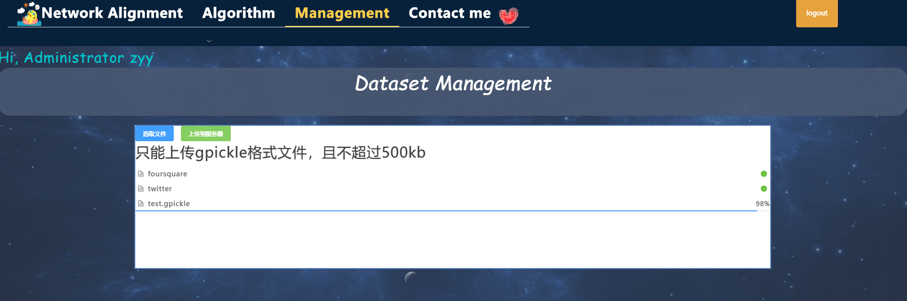 Network Alignment Algorithm Management Contact me
logout
Hi, Administrator zyy
Dataset Management
选取文件 上传到服务器
只能上传gpickle格式文件，且不超过500kb
foursquare
twitter
test.gpickle 98%